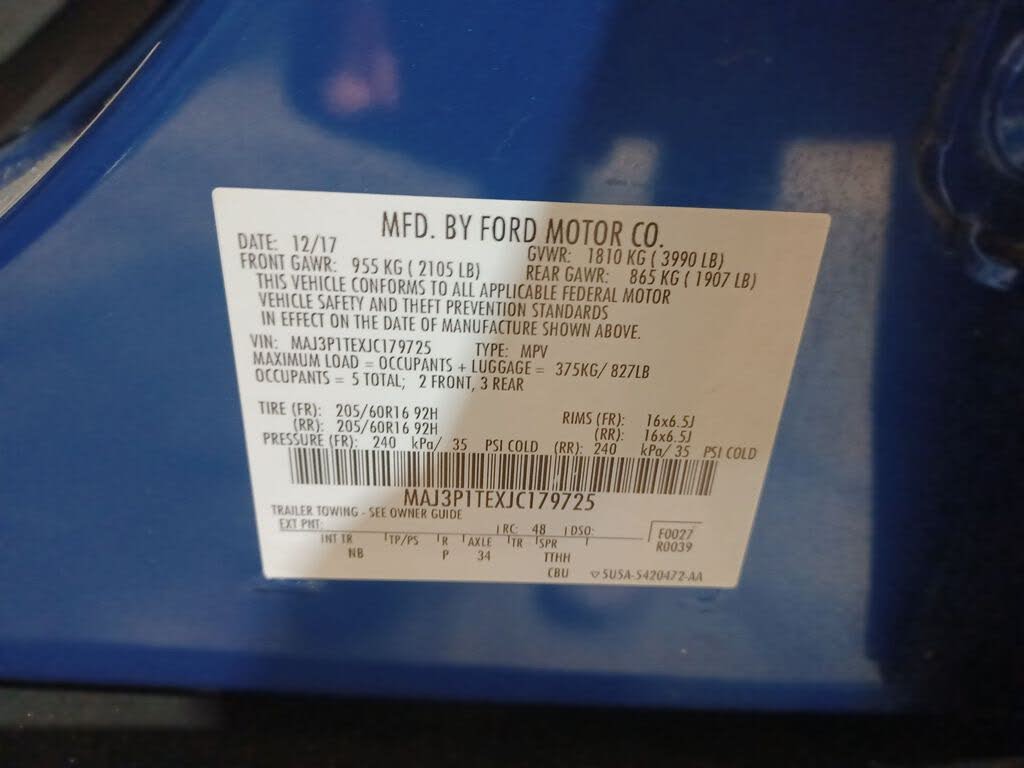 MFD. BY FORD MOTOR CO.
DATE: 12/17 GVWR: 1810 KG ( 3990 LB)
FRONT GAWR: 955 KG ( 2105 LB) REAR GAWR: 865 KG ( 1907 LB)
THIS VEHICLE CONFORMS TO ALL APPLICABLE FEDERAL MOTOR
VEHICLE SAFETY AND THEFT PREVENTION STANDARDS
IN EFFECT ON THE DATE OF MANUFACTURE SHOWN ABOVE.
VIN: MAJ3P1TEXJC179725 TYPE: MPV
MAXIMUM LOAD = OCCUPANTS + LUGGAGE = 375KG/ 827LB
OCCUPANTS = 5 TOTAL; 2 FRONT, 3 REAR
TIRE (FR): 205/60R16 92H RIMS (FR): 16x6.5J
(RR): 205/60R16 92H (RR): 16x6.5J
PRESSURE (FR): 240 kPa/ 35 PSI COLD (RR): 240 kPa/ 35 PSI COLD
MAJ3P1TEXJC179725
TRAILER TOWING - SEE OWNER GUIDE
EXT PNT: RC: 48 DSO: F0027
INT TR TP/PS R AXLE TR SPR R0039
NB P 34 TTHH
CBU ▽5U5A-5420472-AA